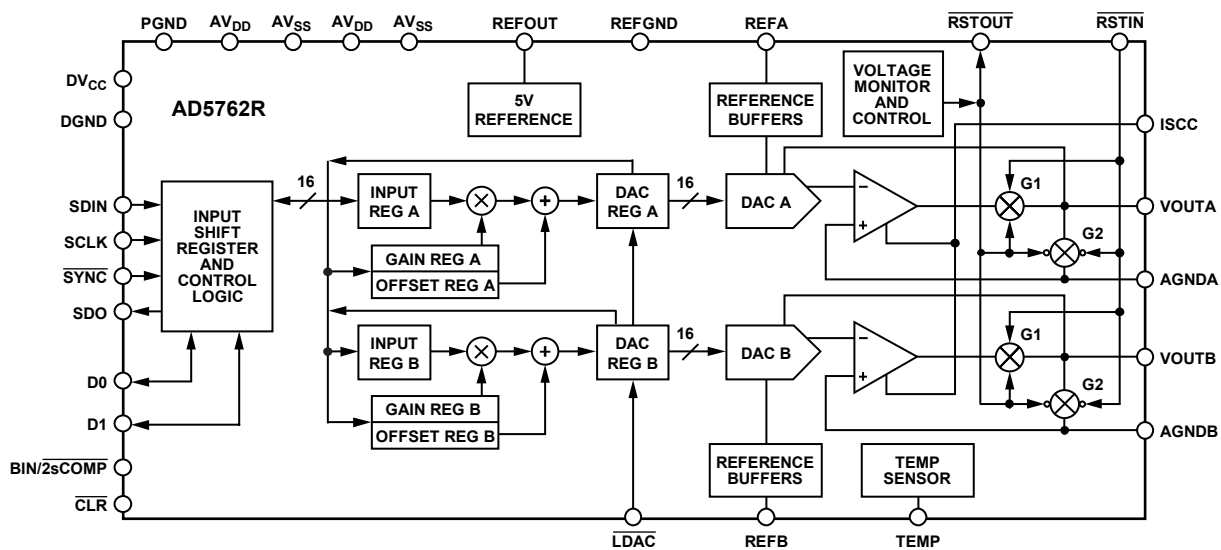 PGND AVDD AVSS AVDD AVSS REFOUT REFGND REFA RSTOUT RSTIN
DVCC
DGND
AD5762R
5V
REFERENCE
REFERENCE
BUFFERS
VOLTAGE
MONITOR
AND
CONTROL
ISCC
SDIN
SCLK
SYNC
SDO
INPUT
SHIFT
REGISTER
AND
CONTROL
LOGIC
16
INPUT
REG A
×
+
DAC
REG A
16
DAC A
−
+
G1
VOUTA
GAIN REG A
OFFSET REG A
G2
AGNDA
INPUT
REG B
×
+
DAC
REG B
16
DAC B
−
+
G1
VOUTB
GAIN REG B
OFFSET REG B
G2
AGNDB
D0
D1
BIN/2sCOMP
CLR
REFERENCE
BUFFERS
TEMP
SENSOR
LDAC REFB TEMP